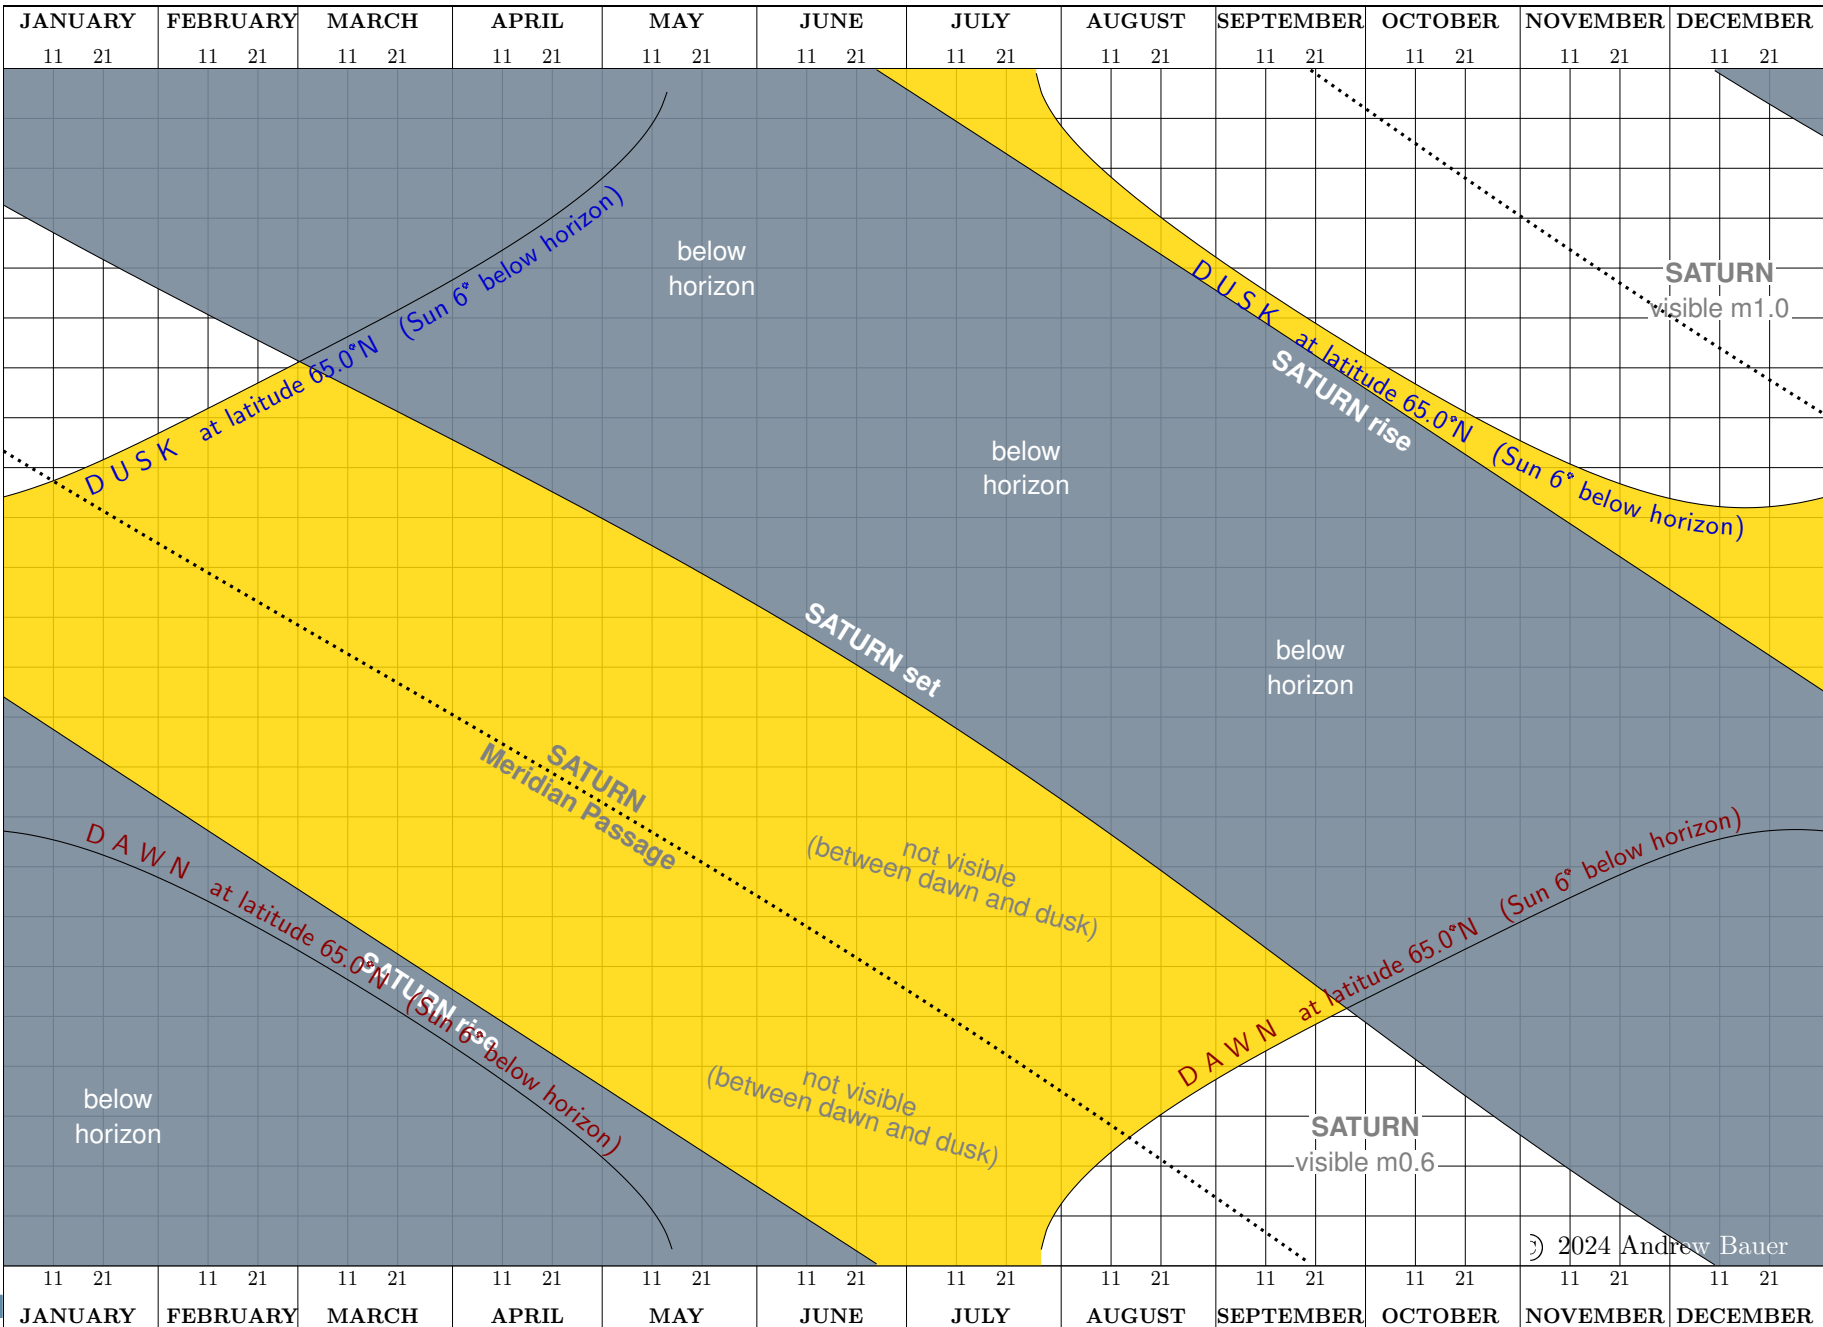 JANUARY FEBRUARY MARCH APRIL MAY JUNE JULY AUGUST SEPTEMBER OCTOBER NOVEMBER DECEMBER
11 21 11 21 11 21 11 21 11 21 11 21 11 21 11 21 11 21 11 21 11 21 11 21
DUSK at latitude 65.0°N (Sun 6° below horizon)
below
horizon
DUSK at latitude 65.0°N (Sun 6° below horizon)
SATURN
visible m1.0
SATURN rise
below
horizon
SATURN set
below
horizon
SATURN
Meridian Passage
not visible
(between dawn and dusk)
DAWN at latitude 65.0°N (Sun 6° below horizon)
SATURN rise
DAWN at latitude 65.0°N (Sun 6° below horizon)
not visible
(between dawn and dusk)
below
horizon
SATURN
visible m0.6
© 2024 Andrew Bauer
11 21 11 21 11 21 11 21 11 21 11 21 11 21 11 21 11 21 11 21 11 21 11 21
JANUARY FEBRUARY MARCH APRIL MAY JUNE JULY AUGUST SEPTEMBER OCTOBER NOVEMBER DECEMBER